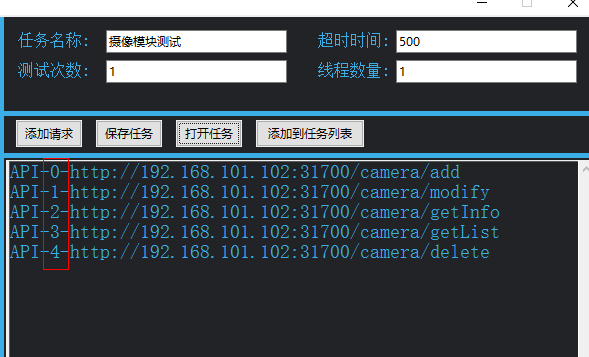 任务名称: 摄像模块测试 超时时间: 500
测试次数: 1 线程数量: 1
添加请求 保存任务 打开任务 添加到任务列表
API-0-http://192.168.101.102:31700/camera/add
API-1-http://192.168.101.102:31700/camera/modify
API-2-http://192.168.101.102:31700/camera/getInfo
API-3-http://192.168.101.102:31700/camera/getList
API-4-http://192.168.101.102:31700/camera/delete